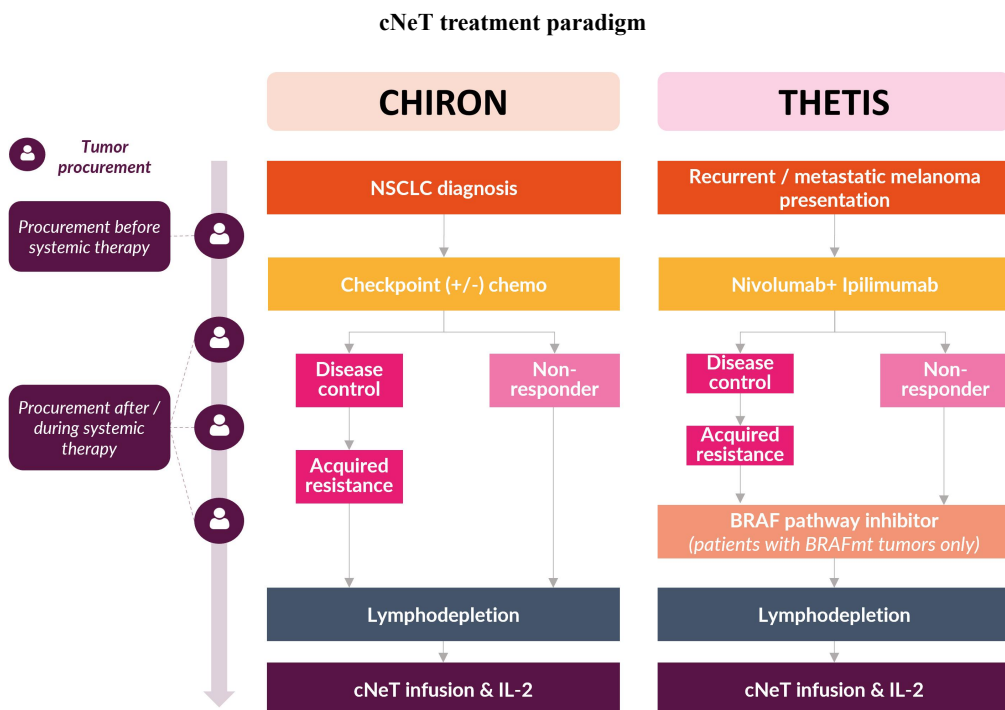 cNeT treatment paradigm
CHIRON
THETIS
Tumor
procurement
Procurement before
systemic therapy
Procurement after /
during systemic
therapy
NSCLC diagnosis
Checkpoint (+/-) chemo
Disease
control
Non-
responder
Acquired
resistance
Lymphodepletion
cNeT infusion & IL-2
Recurrent / metastatic melanoma
presentation
Nivolumab+ Ipilimumab
Disease
control
Non-
responder
Acquired
resistance
BRAF pathway inhibitor
(patients with BRAFmt tumors only)
Lymphodepletion
cNeT infusion & IL-2